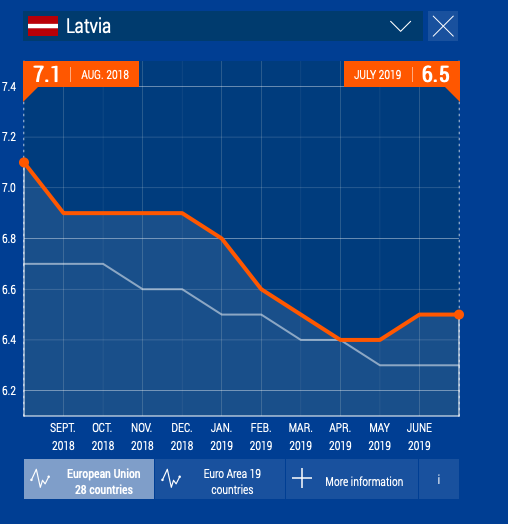 Latvia
7.1 AUG. 2018
JULY 2019 6.5
7.4
7.2
7.0
6.8
6.6
6.4
6.2
SEPT. OCT. NOV. DEC. JAN. FEB. MAR. APR. MAY JUNE
2018 2018 2018 2018 2019 2019 2019 2019 2019 2019
European Union
28 countries
Euro Area 19
countries
More information
i